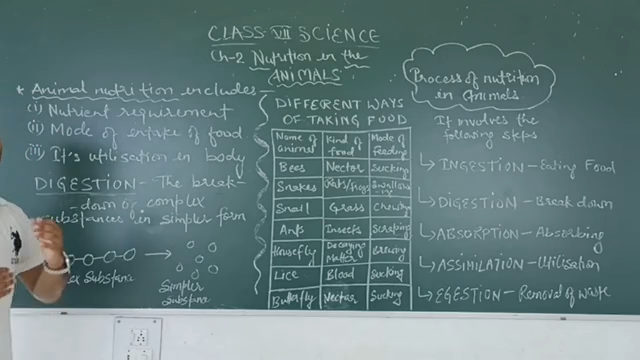 CLASS VII SCIENCE
Ch-2 Nutrition in the
ANIMALS
* Animal nutrition includes-
(i) Nutrient requirement
(ii) Mode of intake of food
(iii) It's utilisation in body
DIGESTION - The break-
-down of complex
substances in simpler form
Substance
Simpler
Substance
DIFFERENT WAYS
OF TAKING FOOD
Name of animal | Kind of food | Mode of feeding
Bees | Nector | Sucking
Snakes | Swallowing
Snail | Grass | Chewing
Ants | Insects | Scraping
Housefly | Decaying Matter | Brewing
Lice | Blood | Sucking
Butterfly | Nectar | Sucking
Process of nutrition
in Animals
It involves the
following steps
INGESTION - Eating Food
DIGESTION - Break down
ABSORPTION - Absorbing
ASSIMILATION - Utilisation
EGESTION - Removal of waste